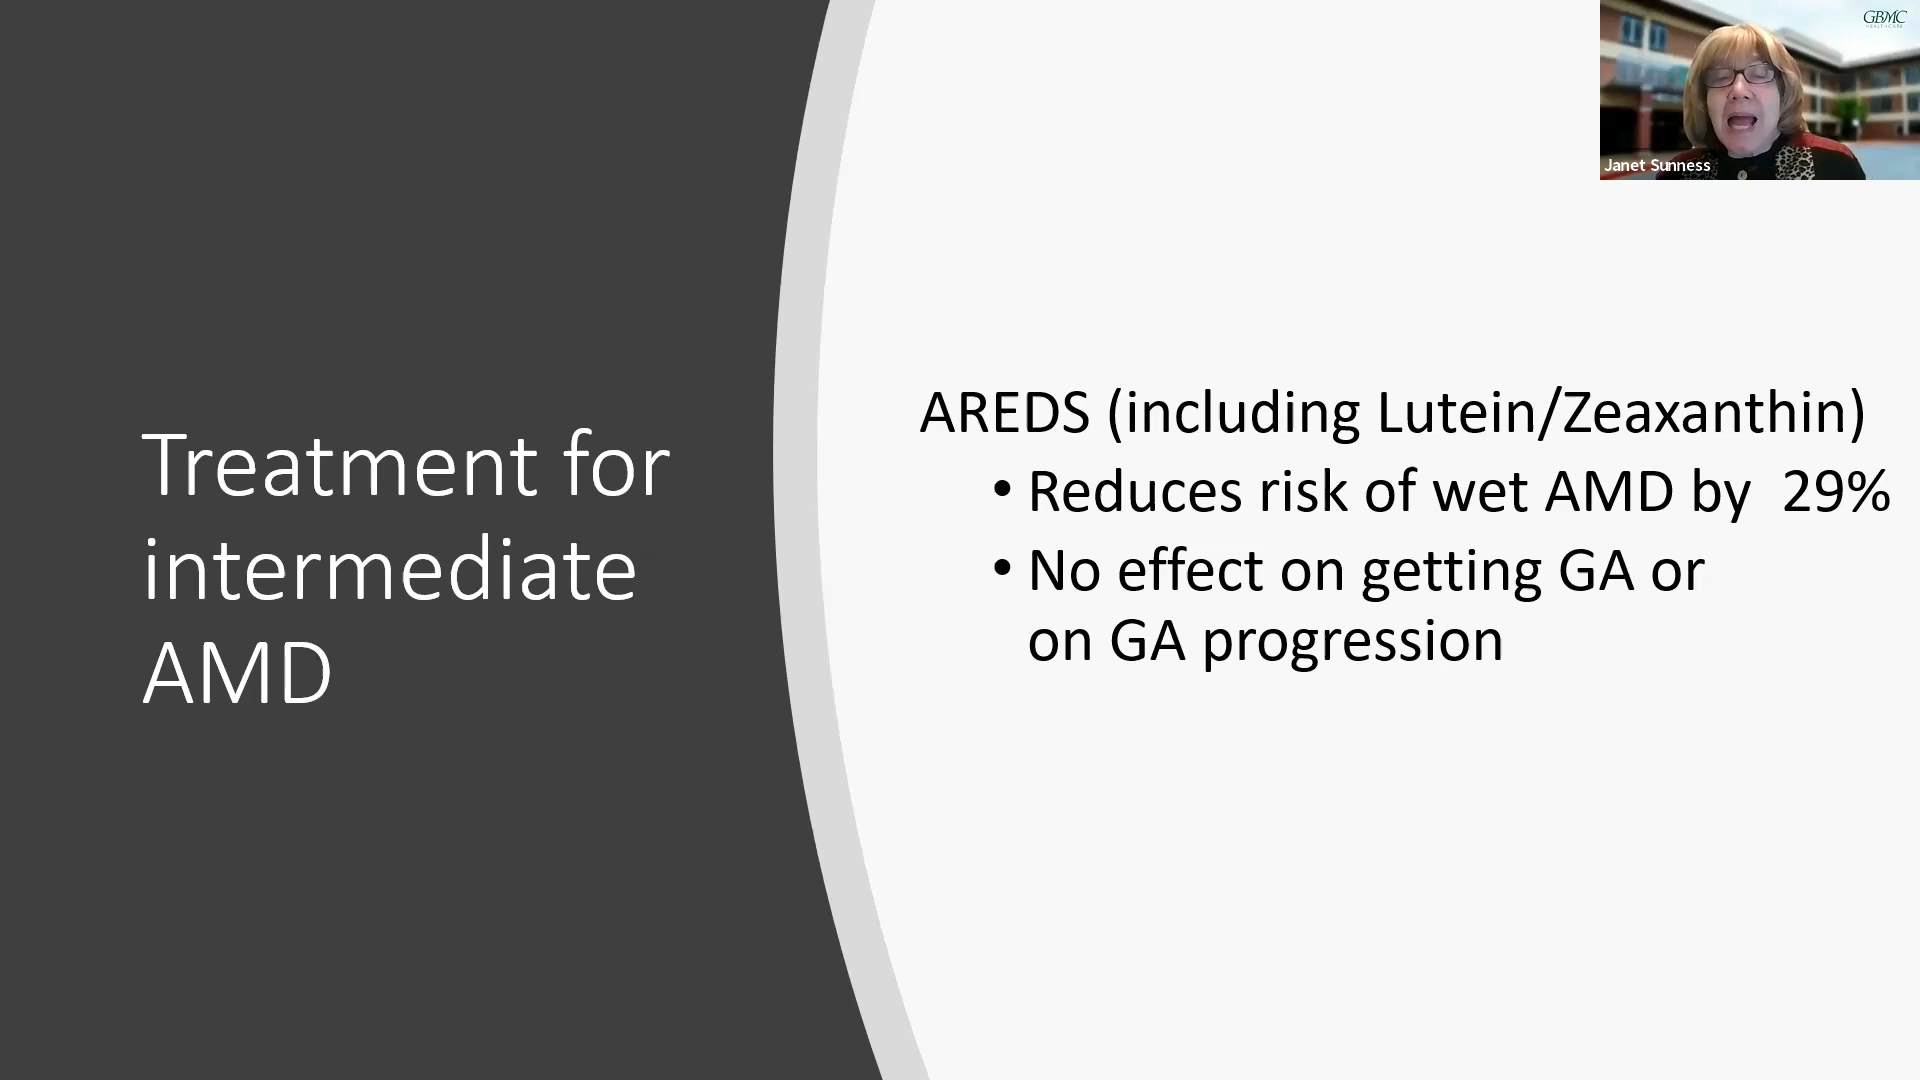 GBMC
HEALTHCARE
Janet Sunness
Treatment for
intermediate
AMD
AREDS (including Lutein/Zeaxanthin)
• Reduces risk of wet AMD by 29%
• No effect on getting GA or
on GA progression